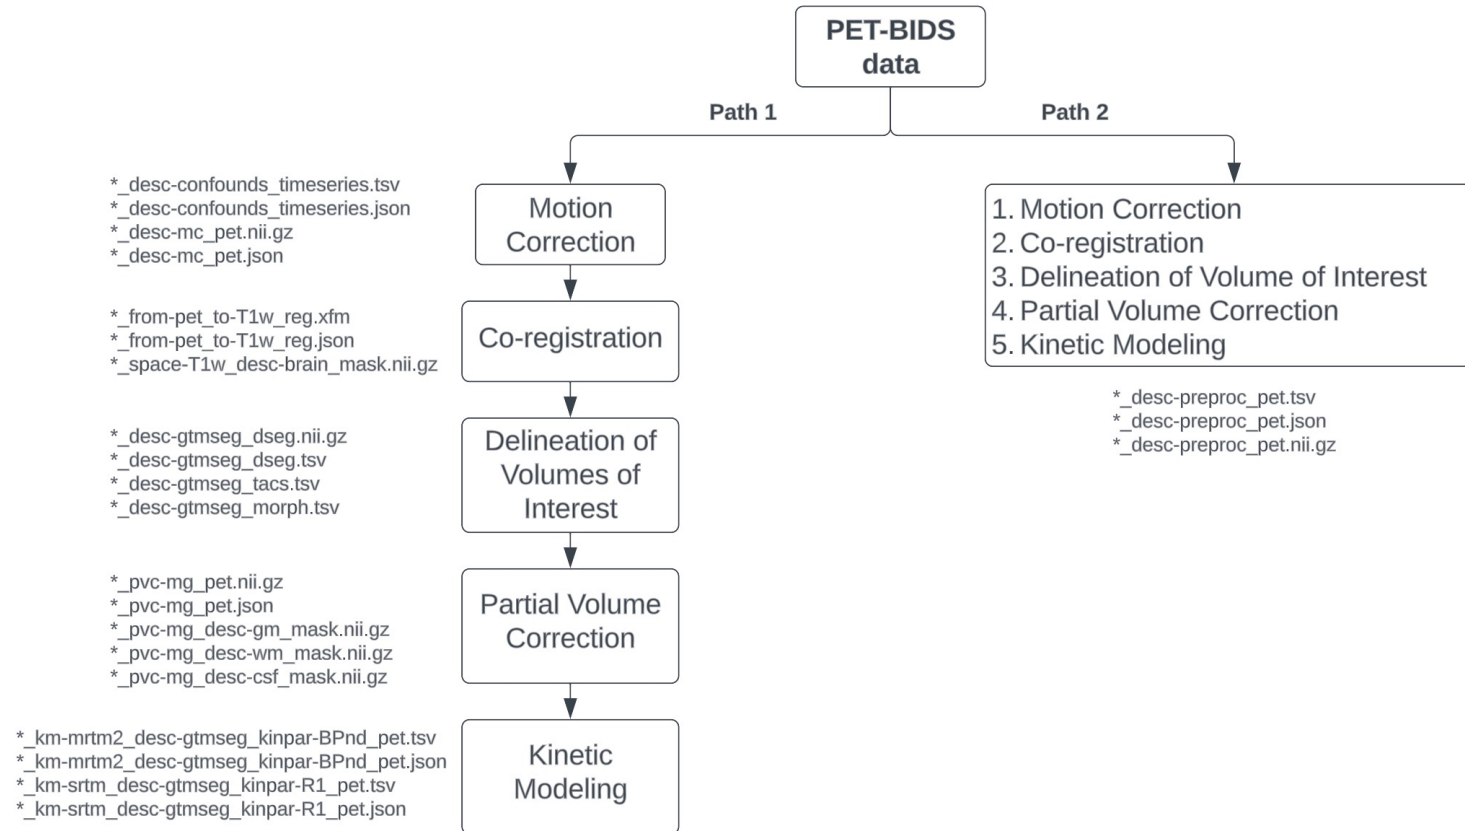 PET-BIDS
data
Path 1
Path 2
*_desc-confounds_timeseries.tsv
*_desc-confounds_timeseries.json
*_desc-mc_pet.nii.gz
*_desc-mc_pet.json
Motion
Correction
*_from-pet_to-T1w_reg.xfm
*_from-pet_to-T1w_reg.json
*_space-T1w_desc-brain_mask.nii.gz
Co-registration
*_desc-gtmseg_dseg.nii.gz
*_desc-gtmseg_dseg.tsv
*_desc-gtmseg_tacs.tsv
*_desc-gtmseg_morph.tsv
Delineation of
Volumes of
Interest
*_pvc-mg_pet.nii.gz
*_pvc-mg_pet.json
*_pvc-mg_desc-gm_mask.nii.gz
*_pvc-mg_desc-wm_mask.nii.gz
*_pvc-mg_desc-csf_mask.nii.gz
Partial Volume
Correction
*_km-mrtm2_desc-gtmseg_kinpar-BPnd_pet.tsv
*_km-mrtm2_desc-gtmseg_kinpar-BPnd_pet.json
*_km-srtm_desc-gtmseg_kinpar-R1_pet.tsv
*_km-srtm_desc-gtmseg_kinpar-R1_pet.json
Kinetic
Modeling
1. Motion Correction
2. Co-registration
3. Delineation of Volume of Interest
4. Partial Volume Correction
5. Kinetic Modeling
*_desc-preproc_pet.tsv
*_desc-preproc_pet.json
*_desc-preproc_pet.nii.gz